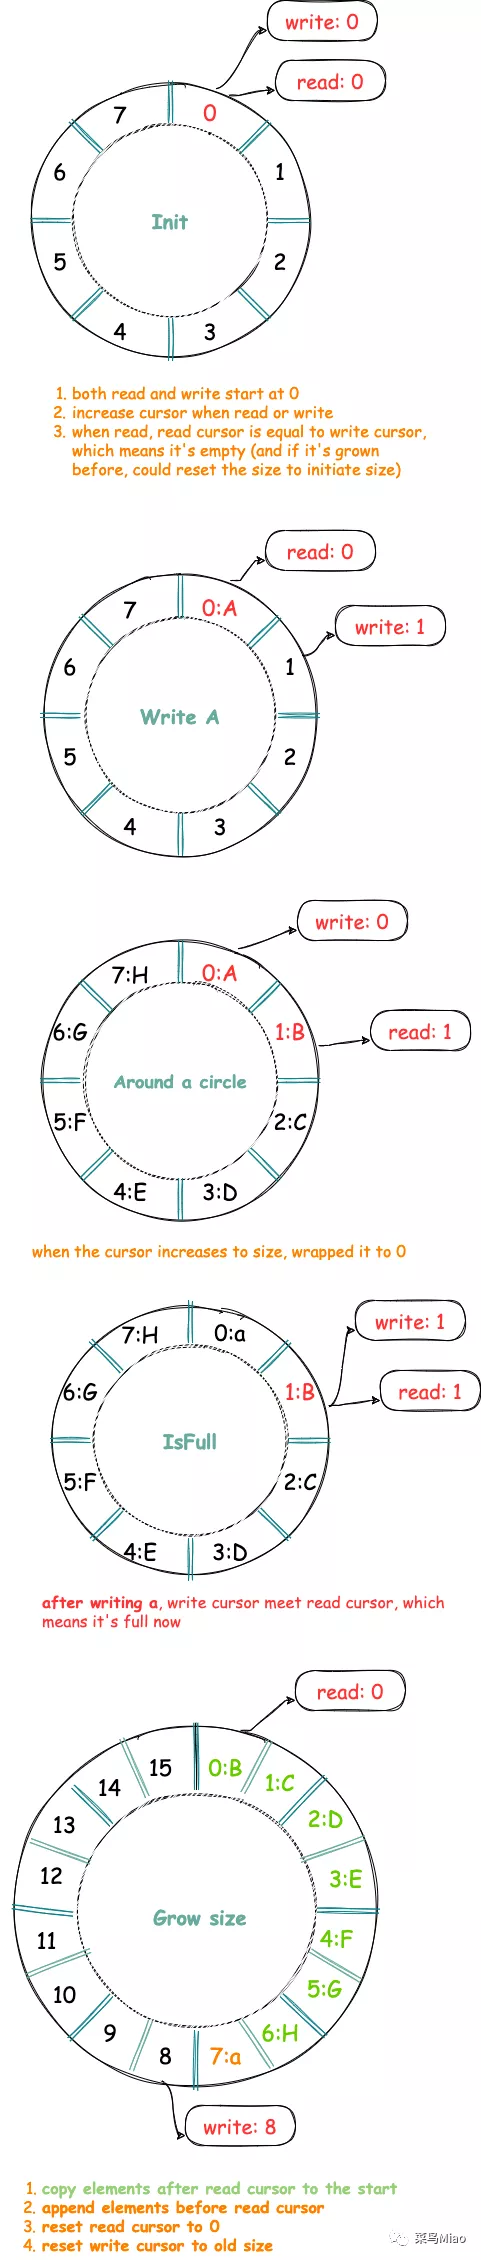 write: 0
read: 0
7
0
6
1
Init
5
2
4
3
1. both read and write start at 0
2. increase cursor when read or write
3. when read, read cursor is equal to write cursor,
which means it's empty (and if it's grown
before, could reset the size to initiate size)
read: 0
7
0:A
write: 1
6
1
Write A
5
2
4
3
write: 0
7:H
0:A
6:G
1:B
read: 1
Around a circle
5:F
2:C
4:E
3:D
when the cursor increases to size, wrapped it to 0
write: 1
7:H
0:a
6:G
1:B
read: 1
IsFull
5:F
2:C
4:E
3:D
after writing a, write cursor meet read cursor, which
means it's full now
read: 0
15
0:B
14
1:C
13
2:D
12
3:E
Grow size
11
4:F
10
5:G
9
6:H
8
7:a
write: 8
1. copy elements after read cursor to the start
2. append elements before read cursor
3. reset read cursor to 0
4. reset write cursor to old size
菜鸟Miao